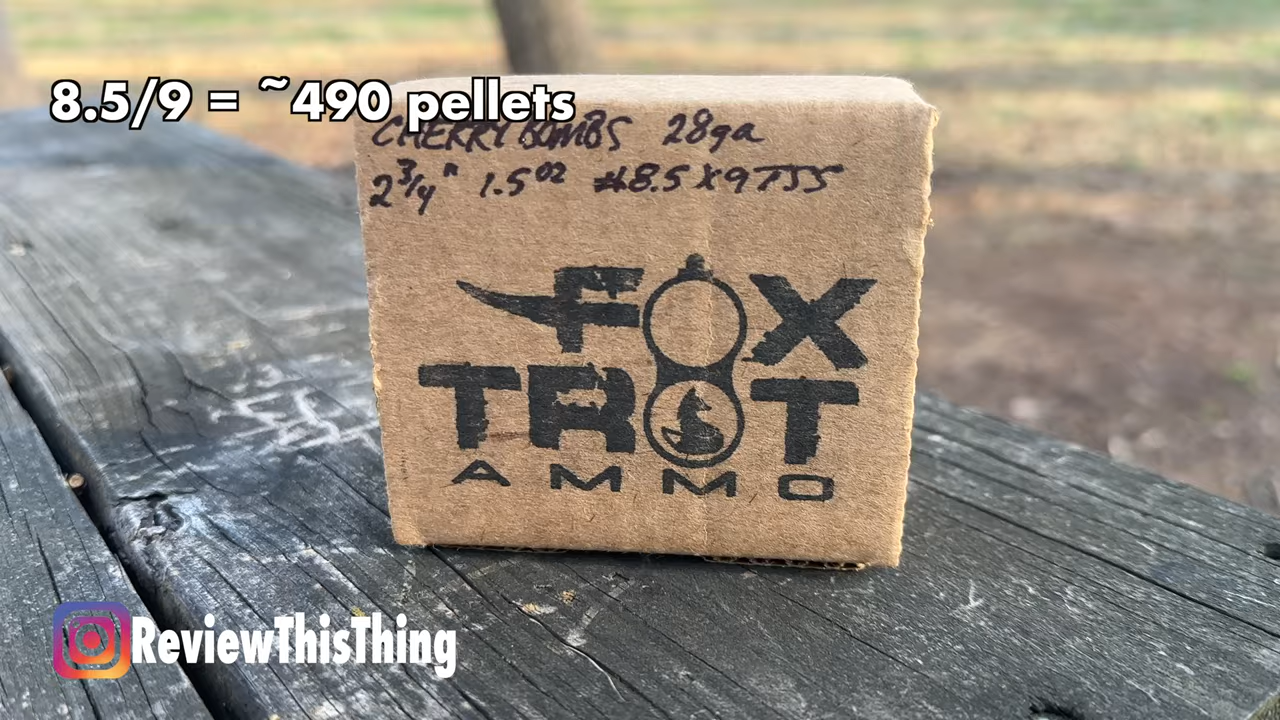 8.5/9 = ~490 pellets
CHERRY BOMBS 28ga
2 3/4" 1.5oz #8.5 X 9 TSS
FOX
TROT
AMMO
ReviewThisThing